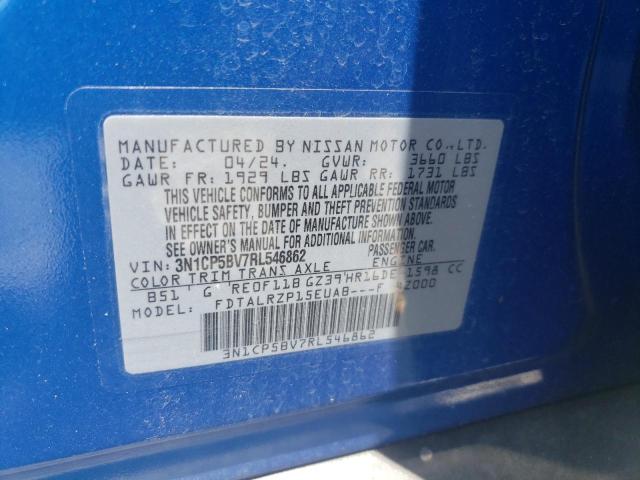 MANUFACTURED BY NISSAN MOTOR CO.,LTD.
DATE: 04/24. GVWR: 3660 LBS
GAWR FR: 1929 LBS GAWR RR: 1731 LBS
THIS VEHICLE CONFORMS TO ALL APPLICABLE FEDERAL MOTOR
VEHICLE SAFETY, BUMPER AND THEFT PREVENTION STANDARDS
IN EFFECT ON THE DATE OF MANUFACTURE SHOWN ABOVE.
SEE OWNERS MANUAL FOR ADDITIONAL INFORMATION.
VIN: 3N1CP5BV7RL546862 PASSENGER CAR.
COLOR TRIM TRANS AXLE ENGINE
B51 G RE0F11B GZ39 HR16DE 1598 CC
FDTALRZP15EUAB---F 42000
3N1CP5BV7RL546862